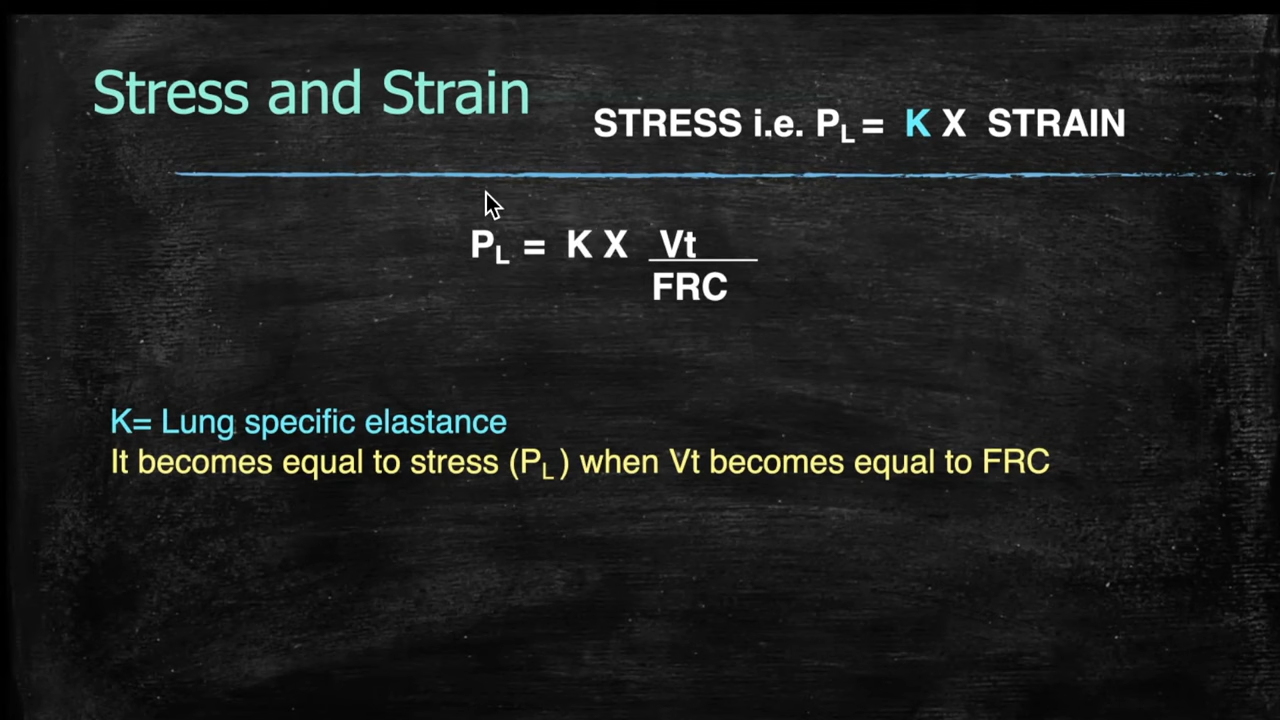 Stress and Strain
STRESS i.e. PL = K X STRAIN
PL = K X Vt
FRC
K= Lung specific elastance
It becomes equal to stress (PL) when Vt becomes equal to FRC